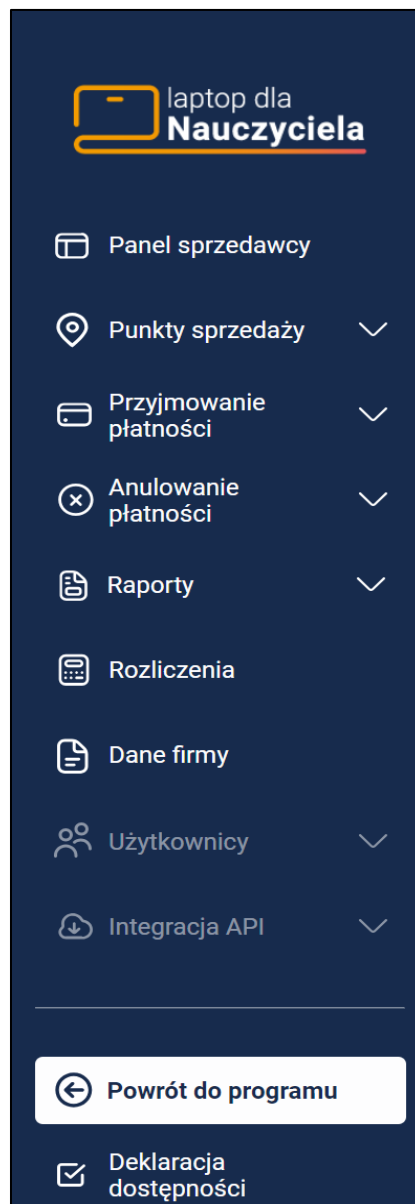 laptop dla
Nauczyciela
Panel sprzedawcy
Punkty sprzedaży
Przyjmowanie
płatności
Anulowanie
płatności
Raporty
Rozliczenia
Dane firmy
Użytkownicy
Integracja API
Powrót do programu
Deklaracja
dostępności